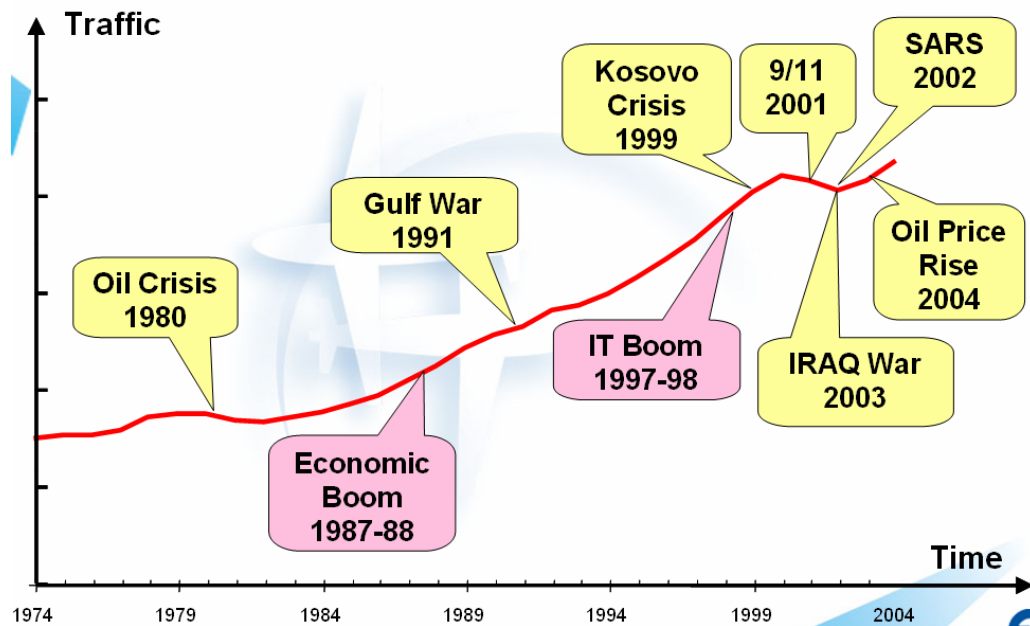 Traffic
Kosovo
Crisis
1999
9/11
2001
SARS
2002
Gulf War
1991
Oil Crisis
1980
Oil Price
Rise
2004
IT Boom
1997-98
IRAQ War
2003
Economic
Boom
1987-88
Time
1974 1979 1984 1989 1994 1999 2004